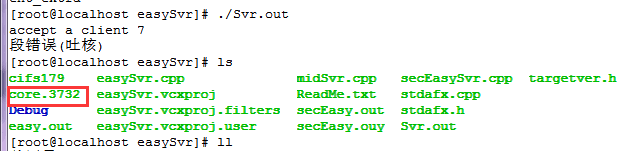 [root@localhost easySvr]# ./Svr.out
accept a client 7
段错误(吐核)
[root@localhost easySvr]# ls
cifs179 easySvr.cpp midSvr.cpp secEasySvr.cpp targetver.h
core.3732 easySvr.vcxproj ReadMe.txt stdafx.cpp
Debug easySvr.vcxproj.filters secEasy.out stdafx.h
easy.out easySvr.vcxproj.user secEasy.ouy Svr.out
[root@localhost easySvr]# ll